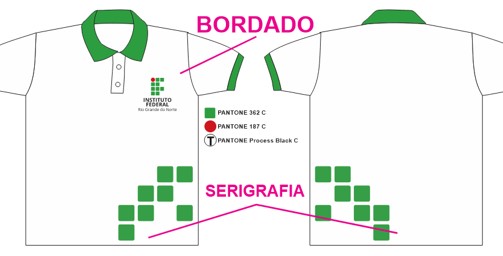 BORDADO
INSTITUTO
FEDERAL
Rio Grande do Norte
PANTONE 362 C
PANTONE 187 C
T PANTONE Process Black C
SERIGRAFIA